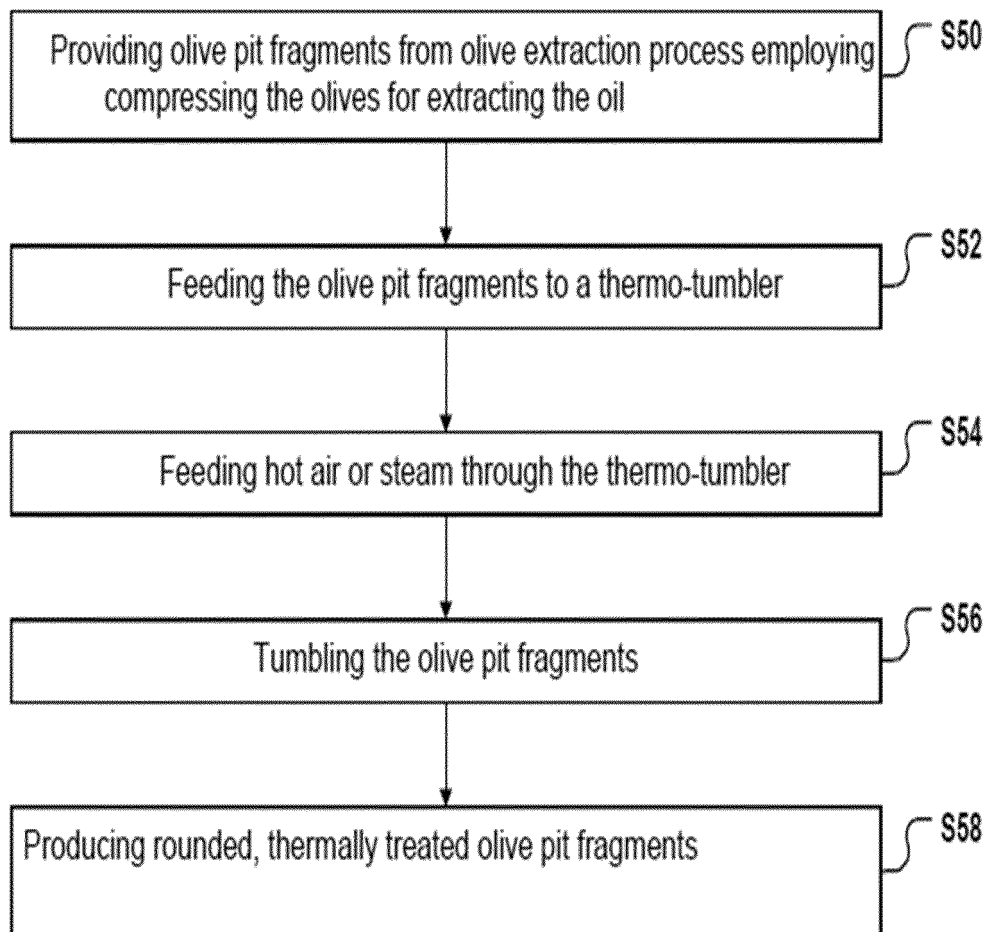 Providing olive pit fragments from olive extraction process employing
compressing the olives for extracting the oil
S50
Feeding the olive pit fragments to a thermo-tumbler
S52
Feeding hot air or steam through the thermo-tumbler
S54
Tumbling the olive pit fragments
S56
Producing rounded, thermally treated olive pit fragments
S58